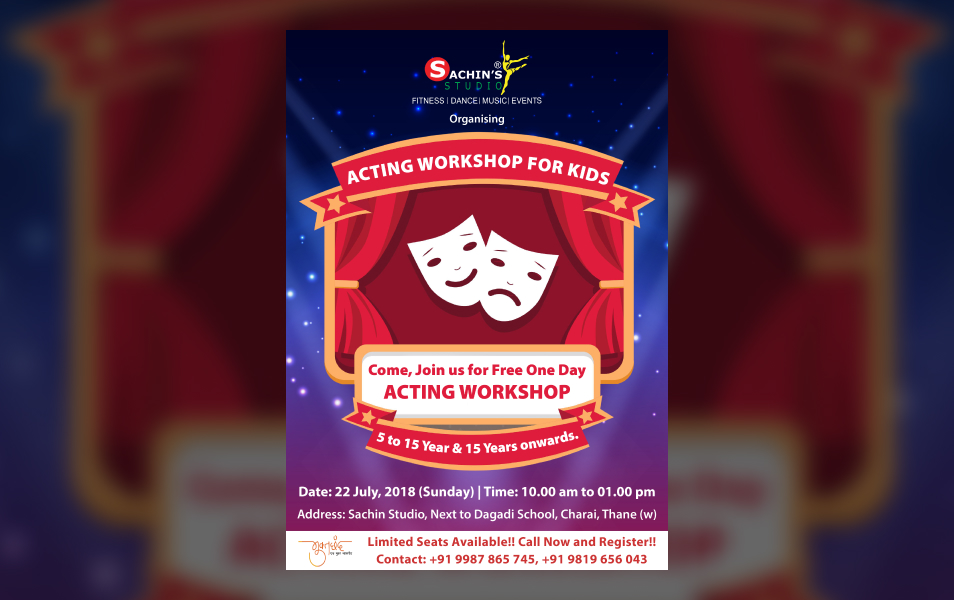 SACHIN'S®
STUDIO
FITNESS | DANCE | MUSIC | EVENTS
Organising
ACTING WORKSHOP FOR KIDS
Come, Join us for Free One Day
ACTING WORKSHOP
5 to 15 Year & 15 Years onwards.
Date: 22 July, 2018 (Sunday) | Time: 10.00 am to 01.00 pm
Address: Sachin Studio, Next to Dagadi School, Charai, Thane (w)
Limited Seats Available!! Call Now and Register!!
Contact: +91 9987 865 745, +91 9819 656 043